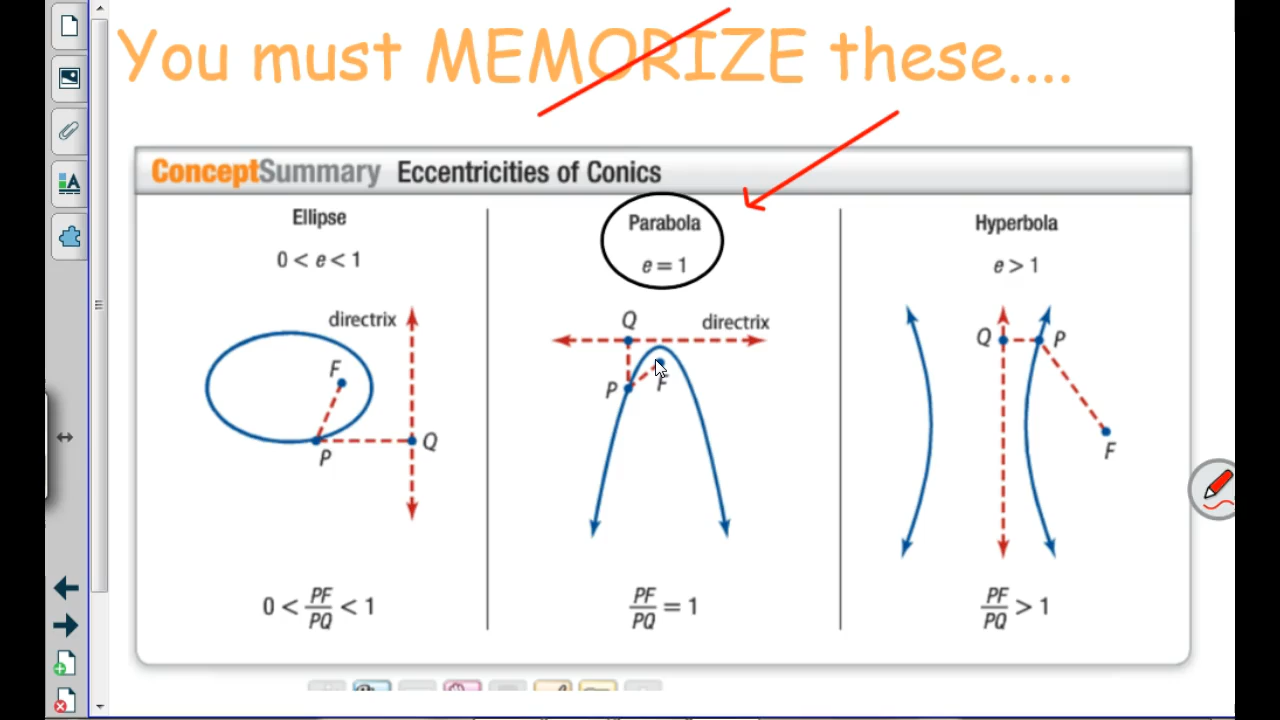 You must MEMORIZE these....
ConceptSummary Eccentricities of Conics
Ellipse
0 < e < 1
directrix
F
P
Q
0 < PF/PQ < 1
Parabola
e = 1
Q
directrix
P
F
PF/PQ = 1
Hyperbola
e > 1
Q
P
F
PF/PQ > 1
A